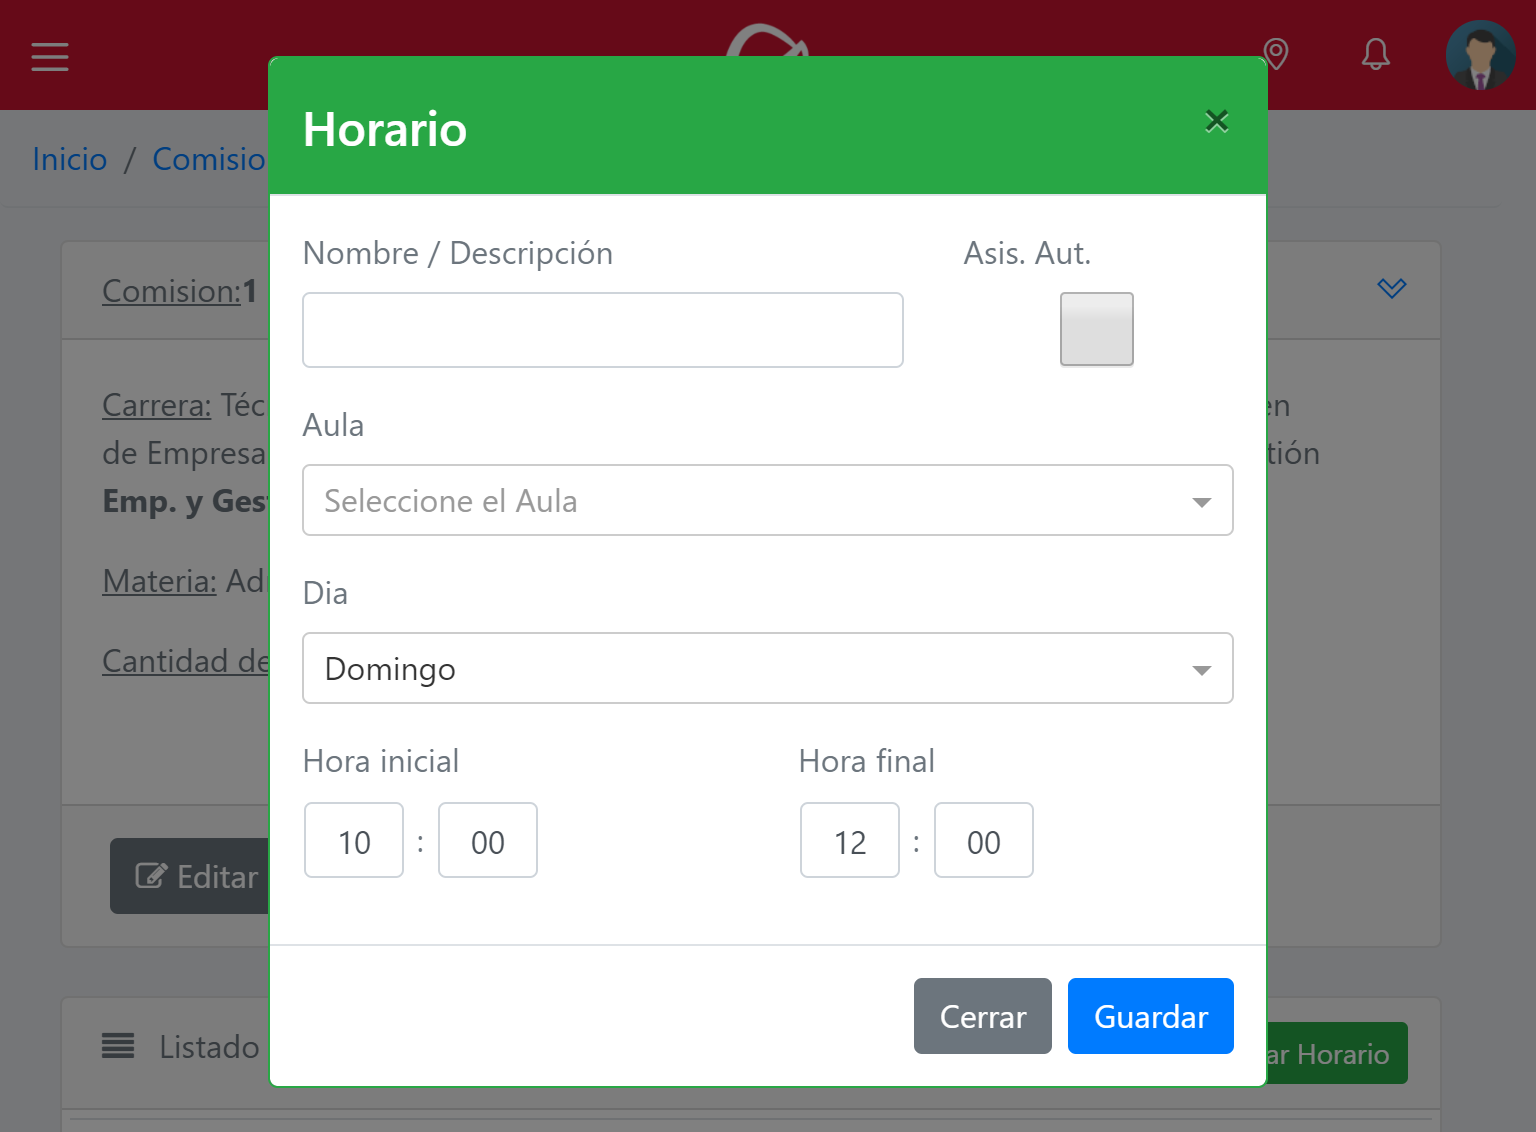 Horario
×
Inicio / Comisio
Comision:1
Nombre / Descripción
Asis. Aut.
Carrera: Téc
en
de Empresa
tión
Emp. y Ges
Aula
Seleccione el Aula
Materia: Ad
Dia
Domingo
Cantidad de
Hora inicial
Hora final
10 : 00
12 : 00
Editar
Cerrar
Guardar
Listado
ar Horario